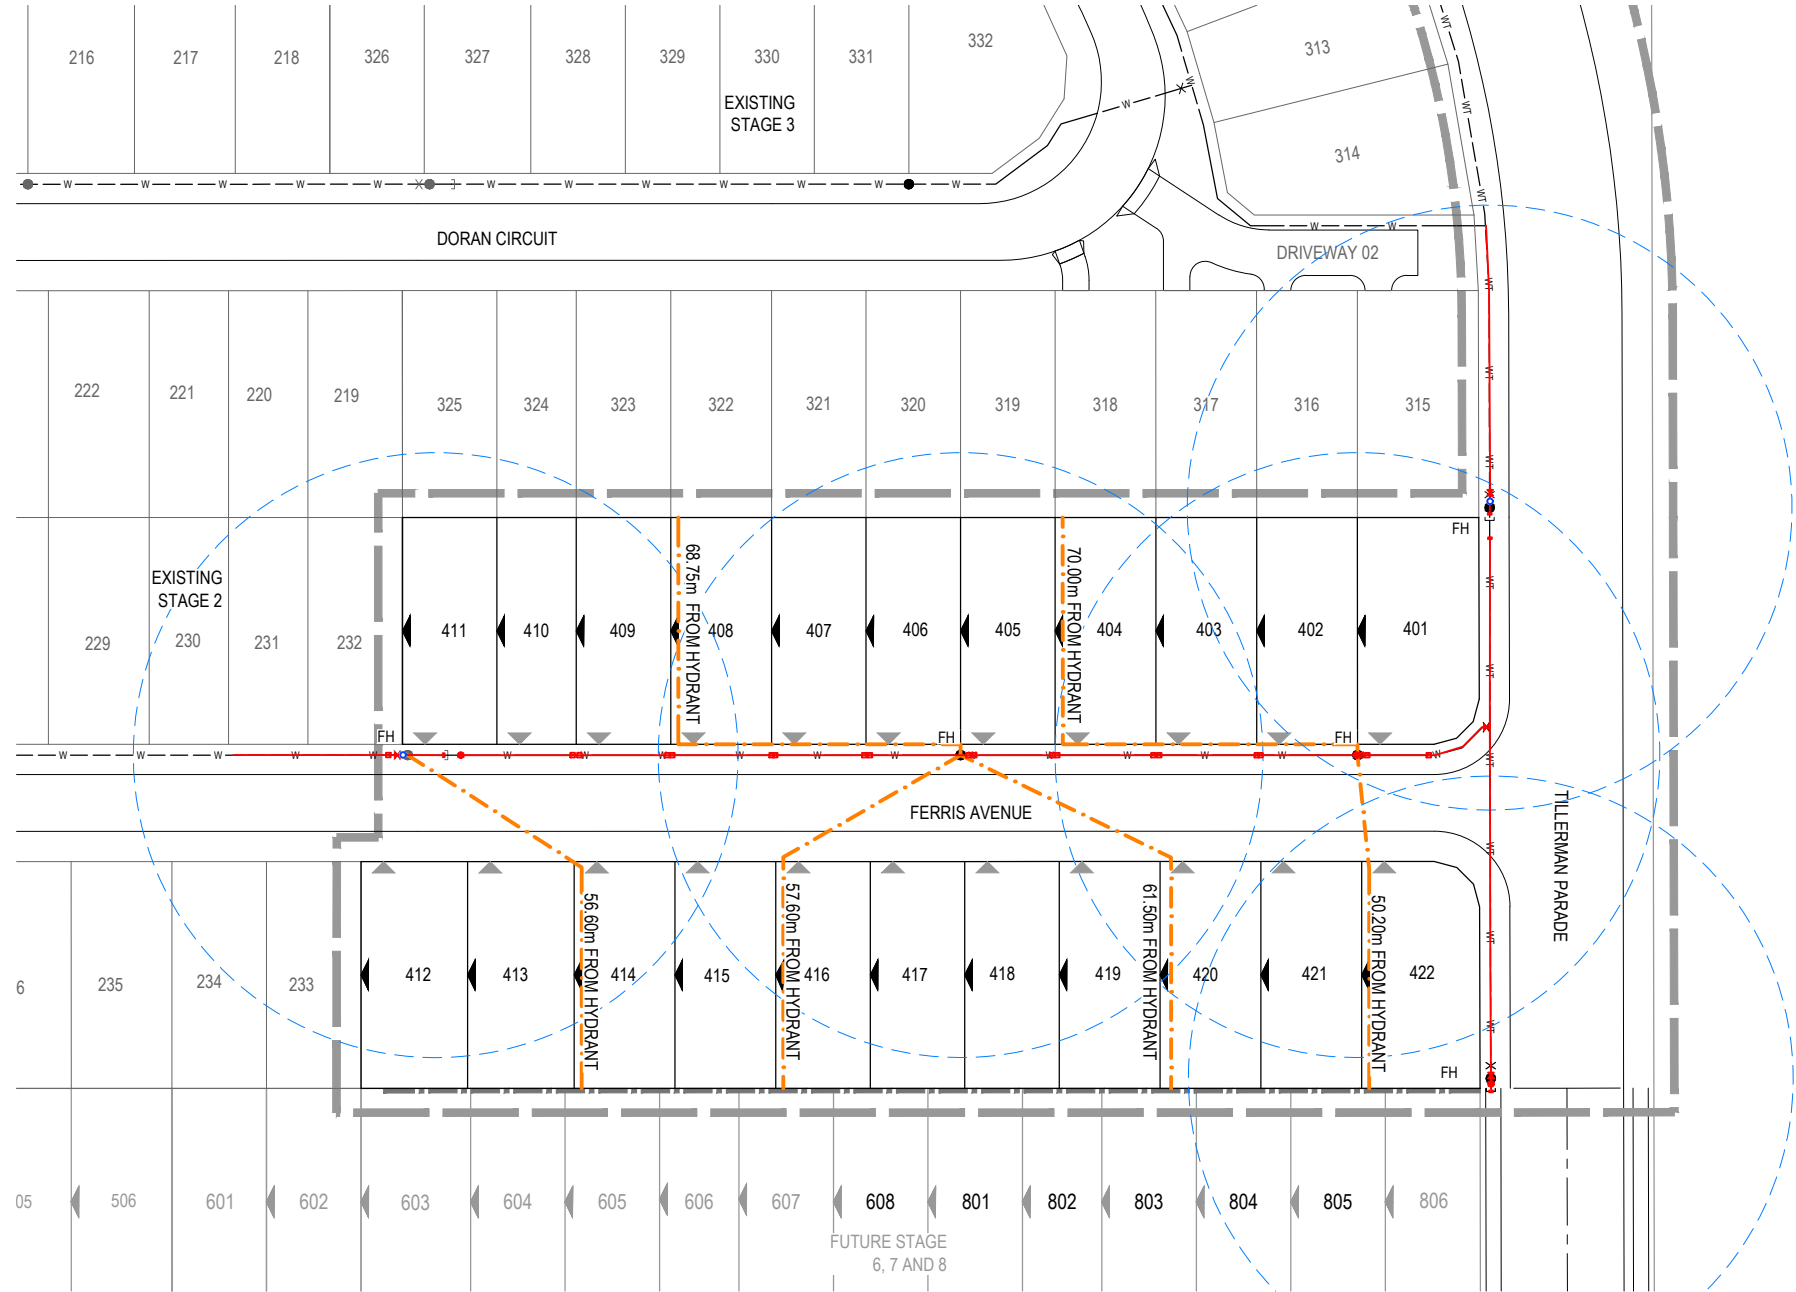 216 217 218 326 327 328 329 330 331 332 313
EXISTING
STAGE 3
314
W W W W W W W W W W W W
DORAN CIRCUIT
DRIVEWAY 02
222 221 220 219 325 324 323 322 321 320 319 318 317 316 315
FH
EXISTING
STAGE 2
229 230 231 232 411 410 409 408 407 406 405 404 403 402 401
68.75m FROM HYDRANT
70.00m FROM HYDRANT
FH FH FH
FERRIS AVENUE
TILLERMAN PARADE
6 235 234 233 412 413 414 415 416 417 418 419 420 421 422
56.60m FROM HYDRANT
57.60m FROM HYDRANT
61.50m FROM HYDRANT
50.20m FROM HYDRANT
FH
05 506 601 602 603 604 605 606 607 608 801 802 803 804 805 806
FUTURE STAGE
6, 7 AND 8